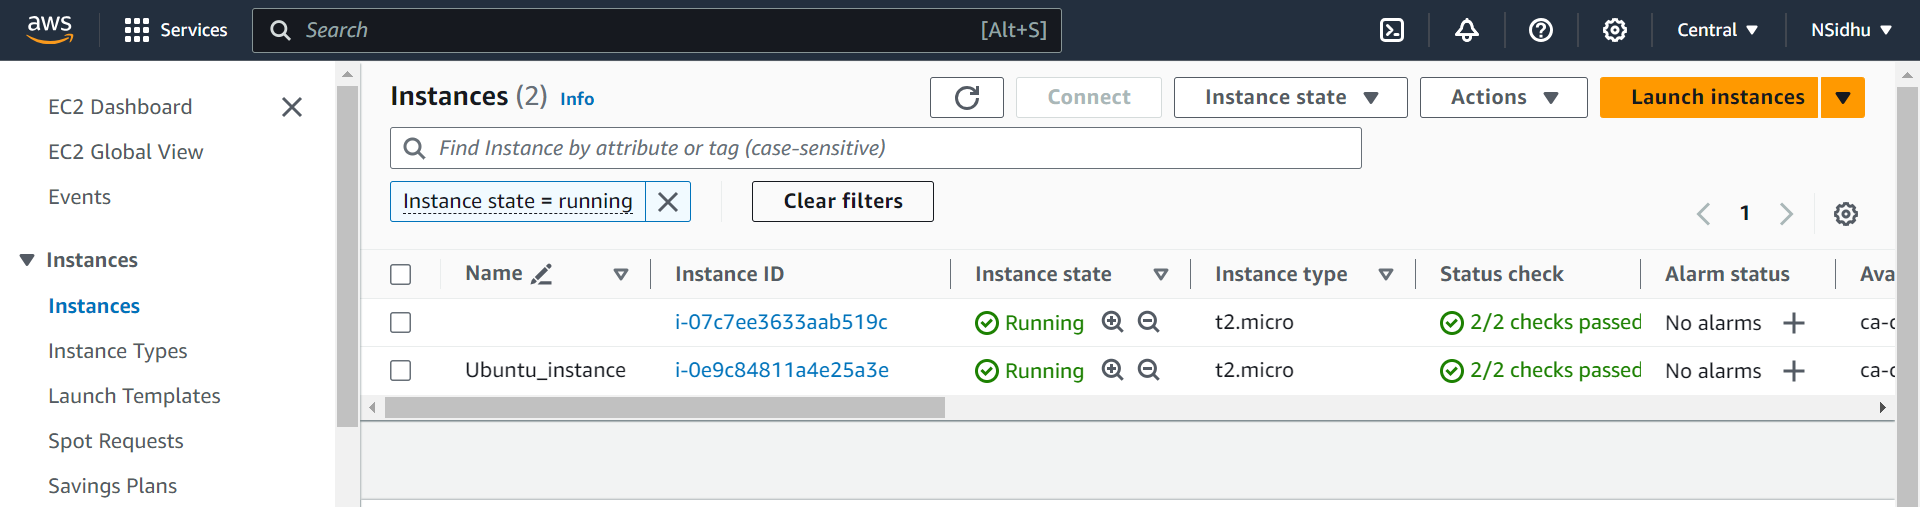 aws Services Search [Alt+S] Central NSidhu
EC2 Dashboard
EC2 Global View
Events
Instances
Instances
Instance Types
Launch Templates
Spot Requests
Savings Plans
Instances (2) Info Connect Instance state Actions Launch instances
Find Instance by attribute or tag (case-sensitive)
Instance state = running Clear filters
1
Name Instance ID Instance state Instance type Status check Alarm status Ava
i-07c7ee3633aab519c Running t2.micro 2/2 checks passed No alarms ca-c
Ubuntu_instance i-0e9c84811a4e25a3e Running t2.micro 2/2 checks passed No alarms ca-c